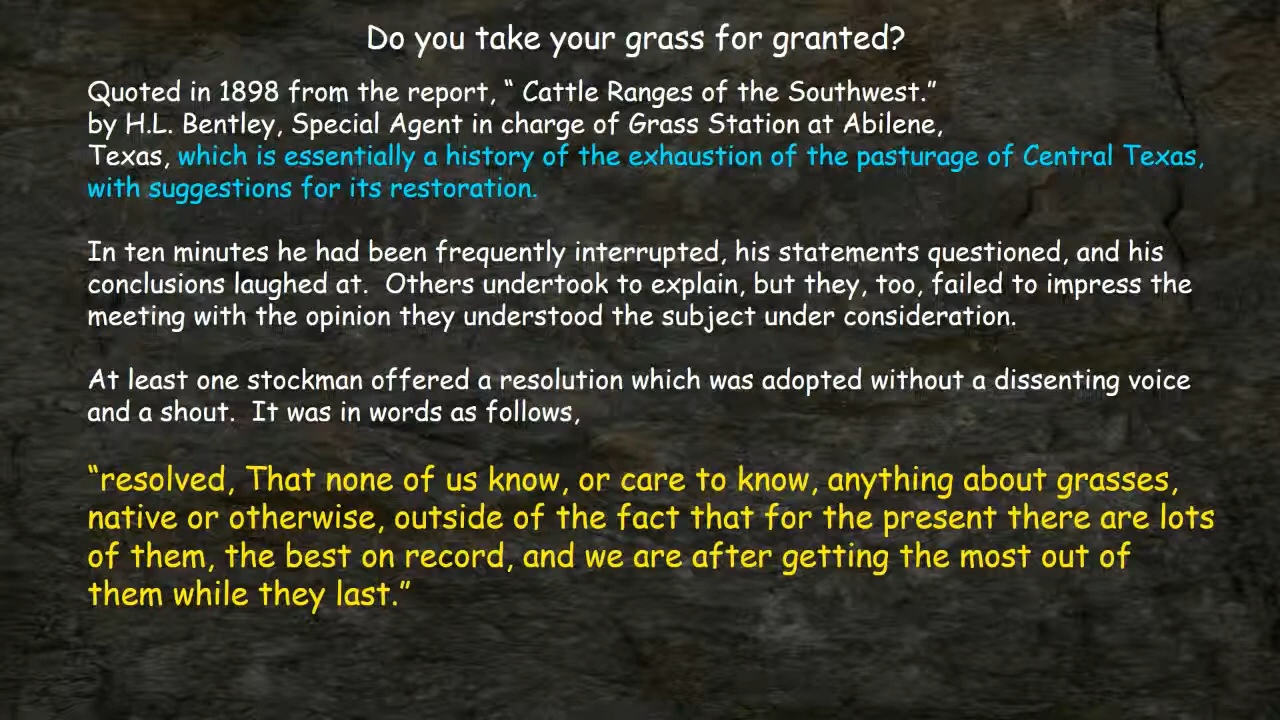 Do you take your grass for granted?
Quoted in 1898 from the report, “ Cattle Ranges of the Southwest.”
by H.L. Bentley, Special Agent in charge of Grass Station at Abilene,
Texas, which is essentially a history of the exhaustion of the pasturage of Central Texas,
with suggestions for its restoration.
In ten minutes he had been frequently interrupted, his statements questioned, and his
conclusions laughed at.  Others undertook to explain, but they, too, failed to impress the
meeting with the opinion they understood the subject under consideration.
At least one stockman offered a resolution which was adopted without a dissenting voice
and a shout.  It was in words as follows,
“resolved, That none of us know, or care to know, anything about grasses,
native or otherwise, outside of the fact that for the present there are lots
of them, the best on record, and we are after getting the most out of
them while they last.”